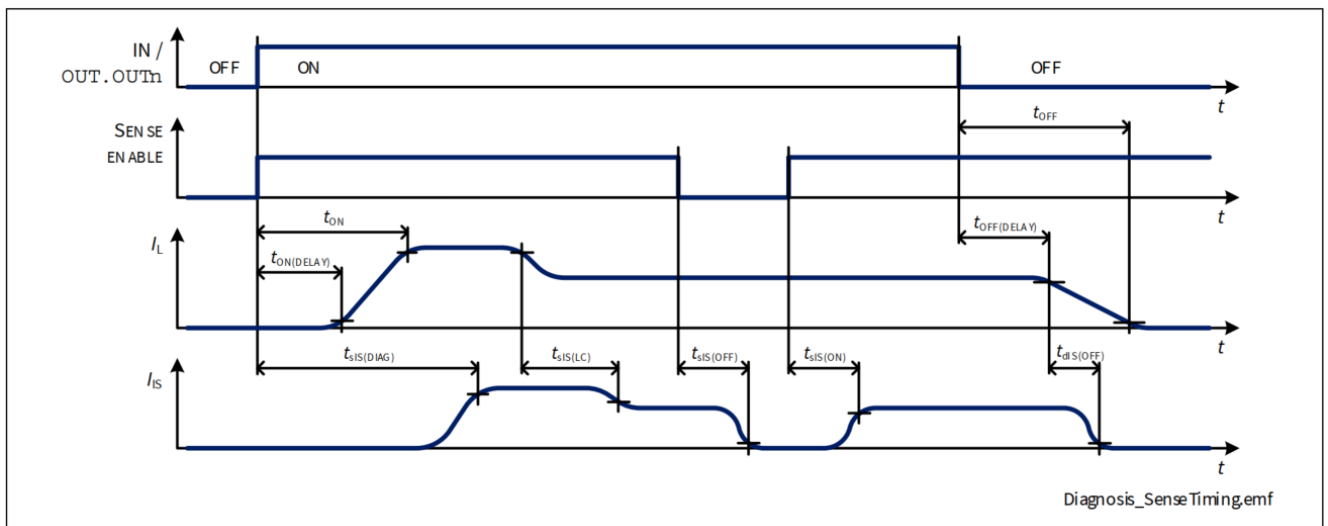 IN /
OUT.OUTn
OFF
ON
OFF
t
SENSE
ENABLE
tOFF
t
IL
tON
tON(DELAY)
tOFF(DELAY)
t
IIS
tsIS(DIAG)
tsIS(LC)
tsIS(OFF)
tsIS(ON)
tdIS(OFF)
t
Diagnosis_SenseTiming.emf